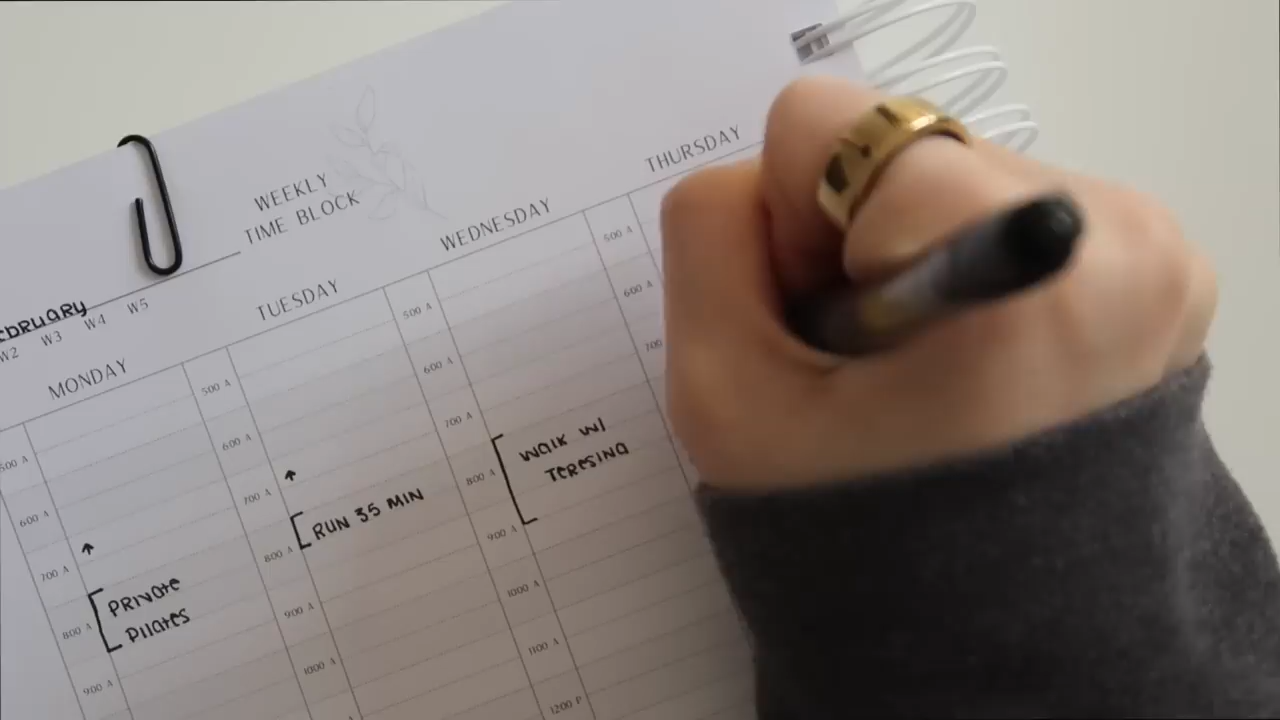 WEEKLY
TIME BLOCK
EBRUARY
W2 W3 W4 W5
MONDAY
TUESDAY
WEDNESDAY
THURSDAY
500 A
600 A
700 A
800 A
900 A
PRIVATE
PILATES
500 A
600 A
700 A
800 A
900 A
1000 A
RUN 35 MIN
500 A
600 A
700 A
800 A
900 A
1000 A
1100 A
1200 P
WALK W/
TERESINA
500 A
600 A
700